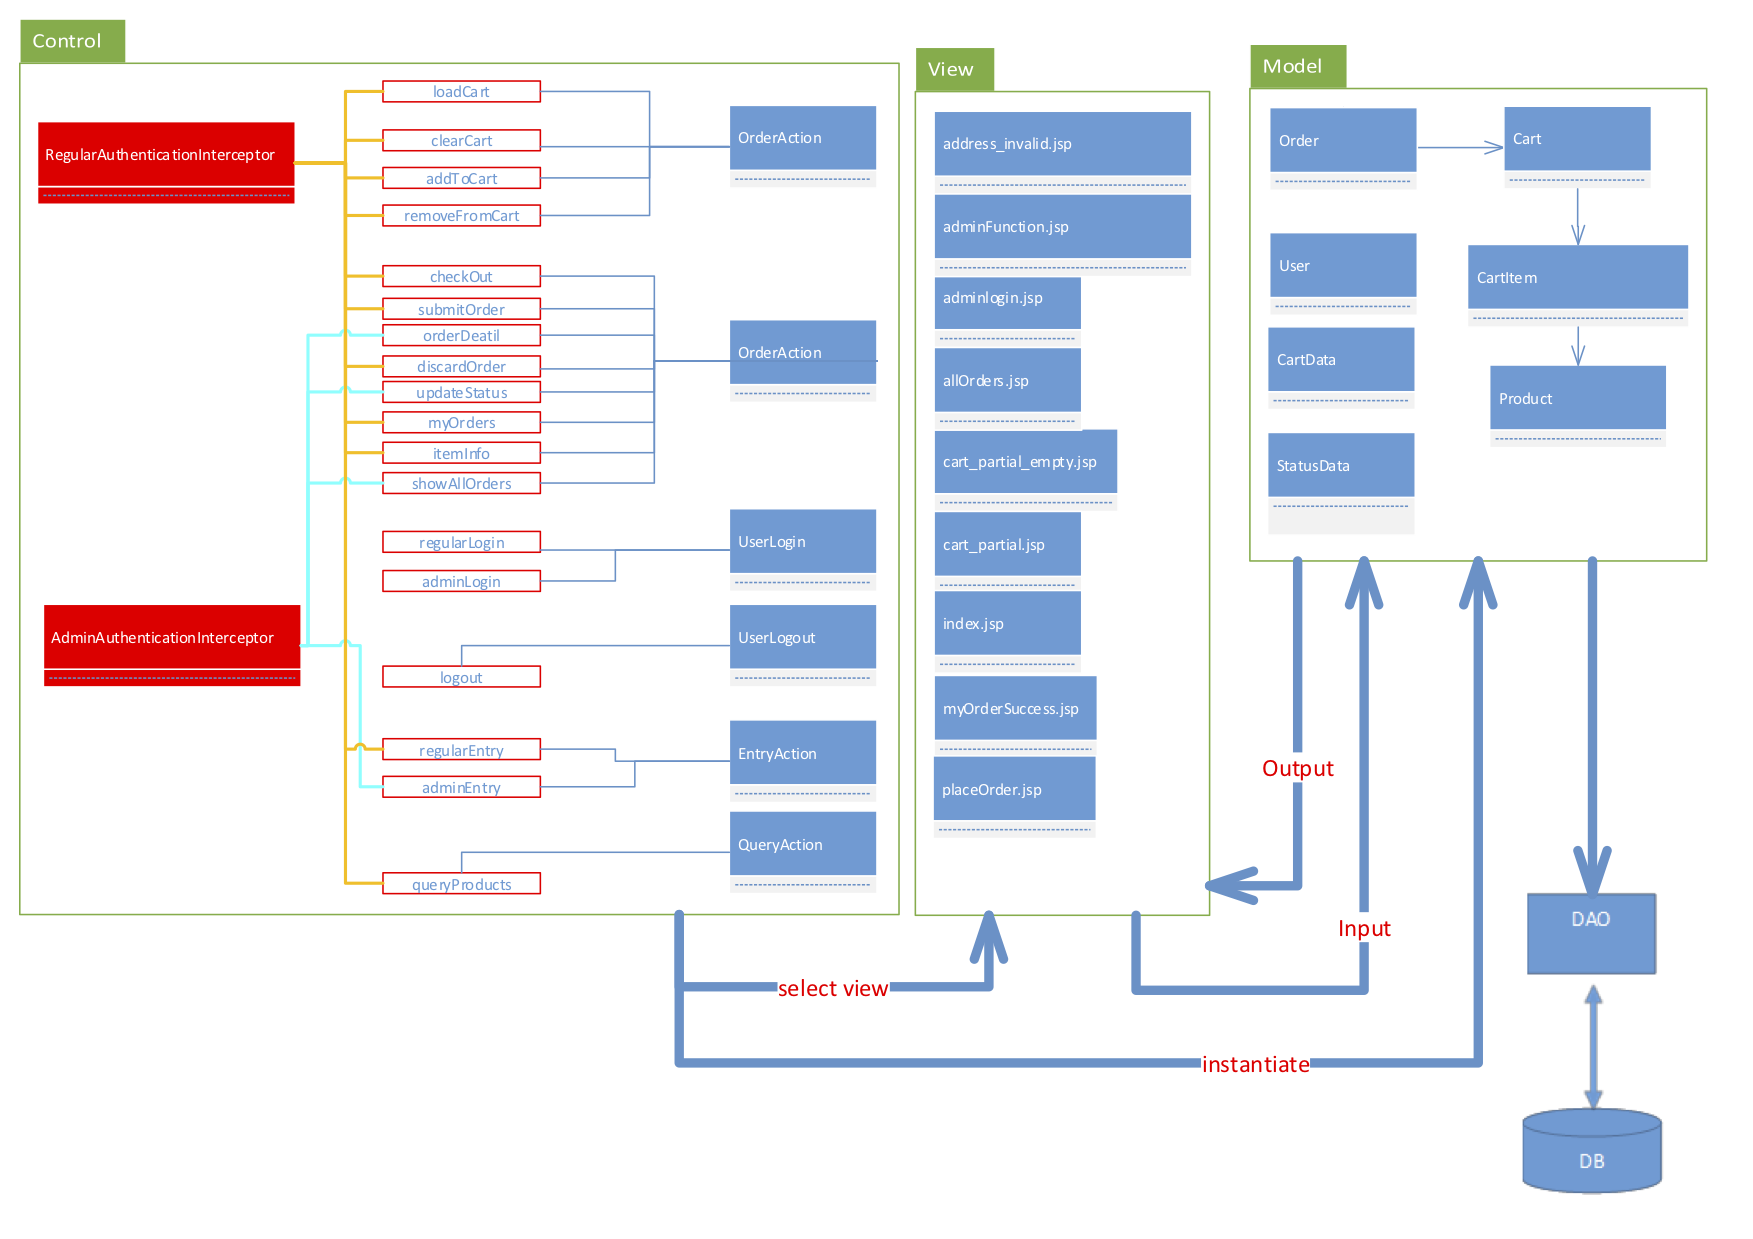 Control
RegularAuthenticationInterceptor
AdminAuthenticationInterceptor
loadCart
clearCart
addToCart
removeFromCart
checkOut
submitOrder
orderDeatil
discardOrder
updateStatus
myOrders
itemInfo
showAllOrders
regularLogin
adminLogin
logout
regularEntry
adminEntry
queryProducts
OrderAction
OrderAction
UserLogin
UserLogout
EntryAction
QueryAction
View
address_invalid.jsp
adminFunction.jsp
adminlogin.jsp
allOrders.jsp
cart_partial_empty.jsp
cart_partial.jsp
index.jsp
myOrderSuccess.jsp
placeOrder.jsp
Model
Order
Cart
User
CartItem
CartData
Product
StatusData
Output
Input
select view
instantiate
DAO
DB